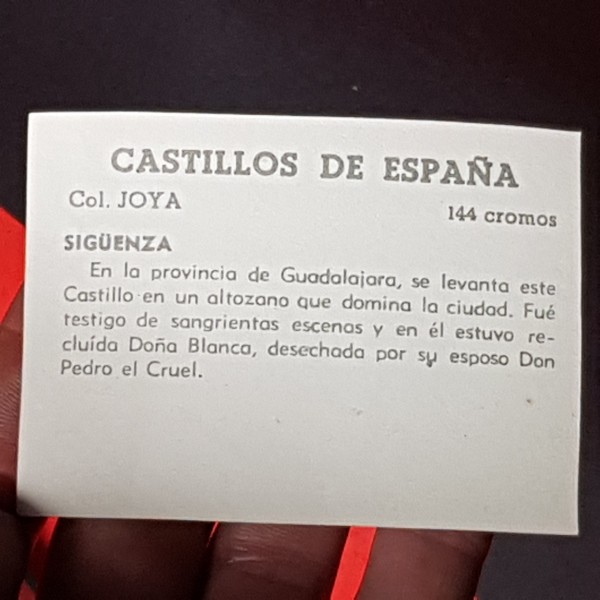 CASTILLOS DE ESPAÑA
Col. JOYA
144 cromos
SIGÜENZA
En la provincia de Guadalajara, se levanta este
Castillo en un altozano que domina la ciudad. Fué
testigo de sangrientas escenas y en él estuvo re-
cluída Doña Blanca, desechada por su esposo Don
Pedro el Cruel.